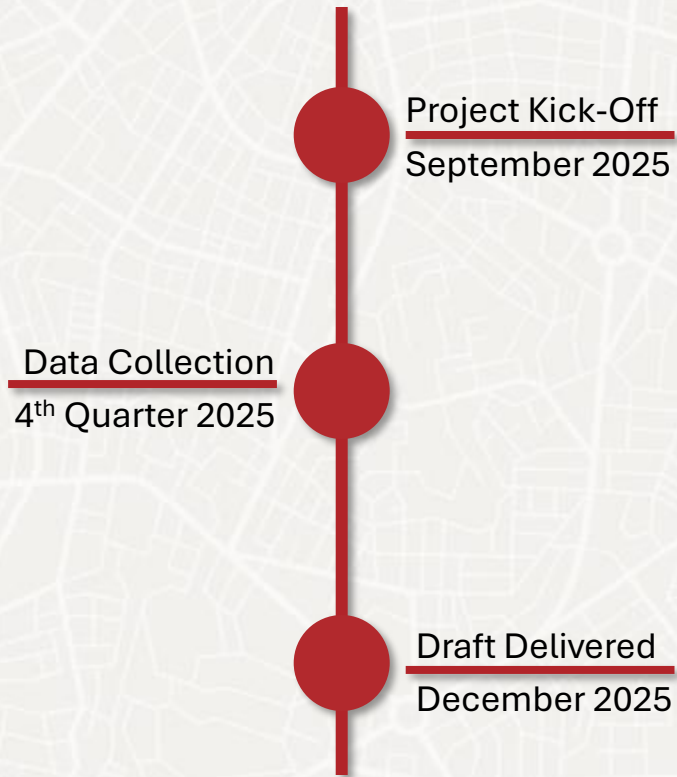 Project Kick-Off
September 2025
Data Collection
4th Quarter 2025
Draft Delivered
December 2025